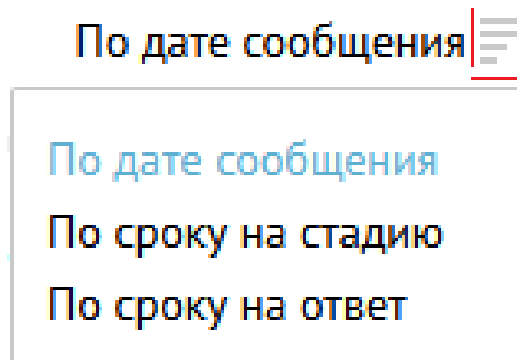 По дате сообщения
По дате сообщения
По сроку на стадию
По сроку на ответ